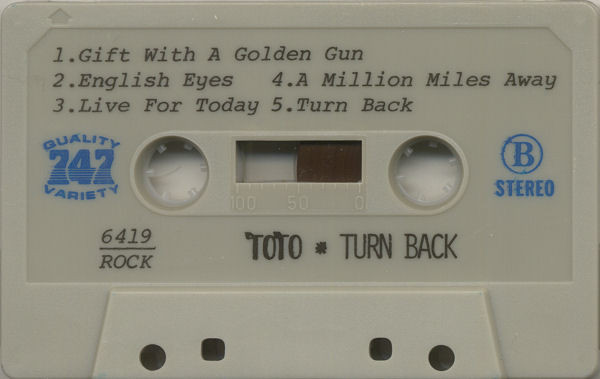 1.Gift With A Golden Gun
2.English Eyes 4.A Million Miles Away
3.Live For Today 5.Turn Back
QUALITY
747
VARIETY
B
STEREO
100 50 0
6419
ROCK
TOTO * TURN BACK